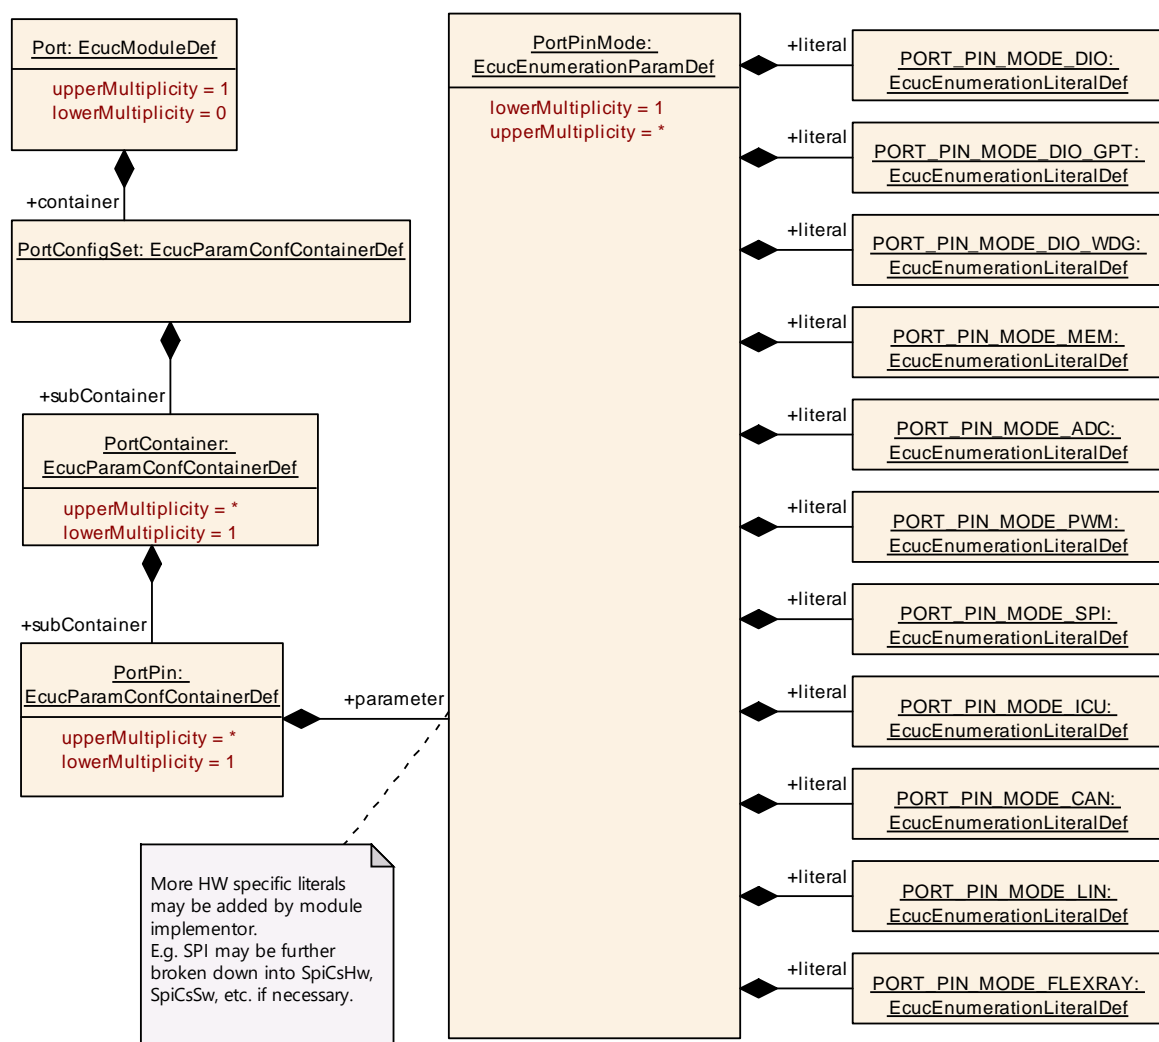 Port: EcucModuleDef
upperMultiplicity = 1
lowerMultiplicity = 0
+container
PortConfigSet: EcucParamConfContainerDef
+subContainer
PortContainer:
EcucParamConfContainerDef
upperMultiplicity = *
lowerMultiplicity = 1
+subContainer
PortPin:
EcucParamConfContainerDef
upperMultiplicity = *
lowerMultiplicity = 1
+parameter
More HW specific literals
may be added by module
implementor.
E.g. SPI may be further
broken down into SpiCsHw,
SpiCsSw, etc. if necessary.
PortPinMode:
EcucEnumerationParamDef
lowerMultiplicity = 1
upperMultiplicity = *
+literal
PORT_PIN_MODE_DIO:
EcucEnumerationLiteralDef
+literal
PORT_PIN_MODE_DIO_GPT:
EcucEnumerationLiteralDef
+literal
PORT_PIN_MODE_DIO_WDG:
EcucEnumerationLiteralDef
+literal
PORT_PIN_MODE_MEM:
EcucEnumerationLiteralDef
+literal
PORT_PIN_MODE_ADC:
EcucEnumerationLiteralDef
+literal
PORT_PIN_MODE_PWM:
EcucEnumerationLiteralDef
+literal
PORT_PIN_MODE_SPI:
EcucEnumerationLiteralDef
+literal
PORT_PIN_MODE_ICU:
EcucEnumerationLiteralDef
+literal
PORT_PIN_MODE_CAN:
EcucEnumerationLiteralDef
+literal
PORT_PIN_MODE_LIN:
EcucEnumerationLiteralDef
+literal
PORT_PIN_MODE_FLEXRAY:
EcucEnumerationLiteralDef